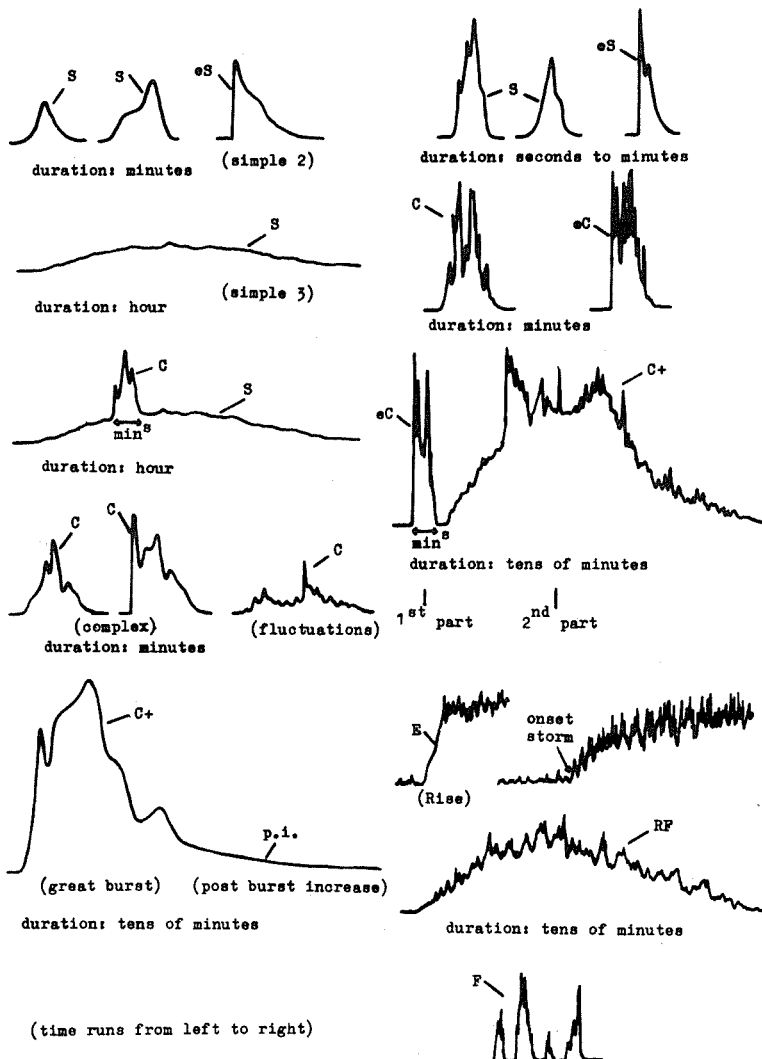 S
S
eS
duration: minutes
(simple 2)
S
eS
duration: seconds to minutes
S
duration: hour
(simple 3)
C
eC
duration: minutes
C
S
min s
duration: hour
eC
C+
min s
duration: tens of minutes
1st part
2nd part
C
C
C
(complex)
(fluctuations)
duration: minutes
C+
p.i.
(great burst)
(post burst increase)
duration: tens of minutes
E
(Rise)
onset
storm
RF
duration: tens of minutes
F
(time runs from left to right)